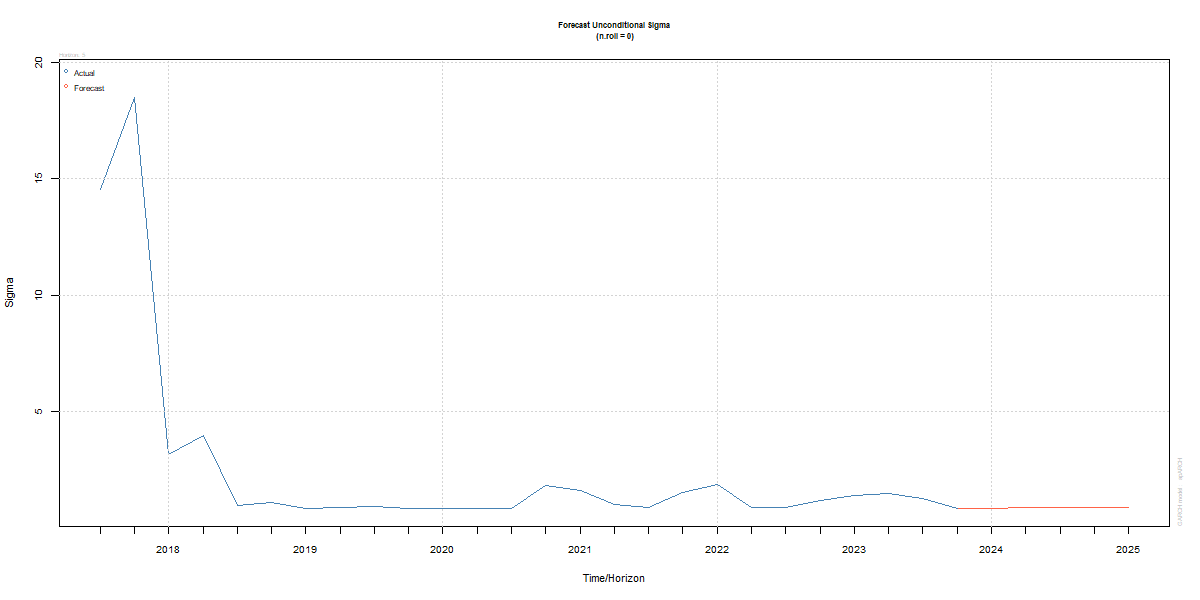 Forecast Unconditional Sigma
(n.roll = 0)
Horizon: 5
Actual
Forecast
20
15
10
5
Sigma
2018 2019 2020 2021 2022 2023 2024 2025
Time/Horizon
GARCH model : apARCH